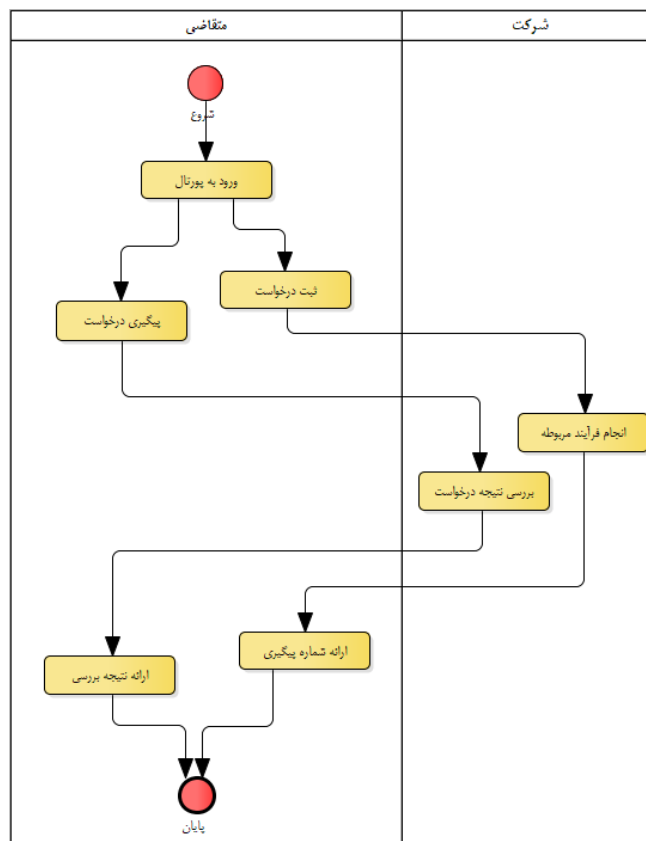 شرکت
متقاضی
شروع
ورود به پورتال
ثبت درخواست
پیگیری درخواست
انجام فرآیند مربوطه
بررسی نتیجه درخواست
ارائه شماره پیگیری
ارائه نتیجه بررسی
پایان